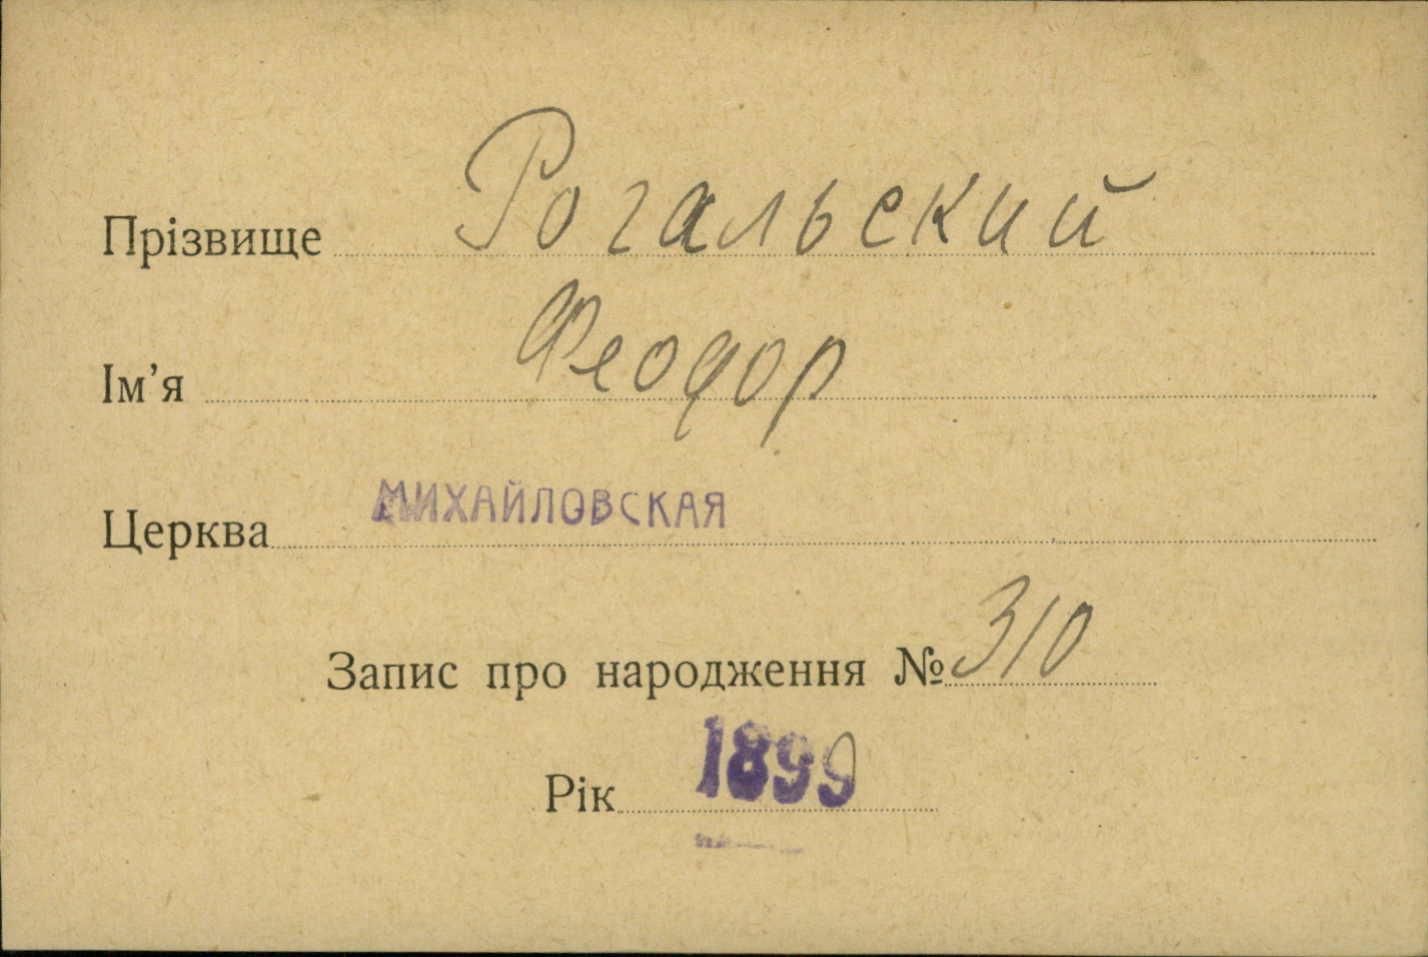 Прізвище Рогальский
Ім'я Феодор
Церква МИХАЙЛОВСКАЯ
Запис про народження № 310
Рік 1899